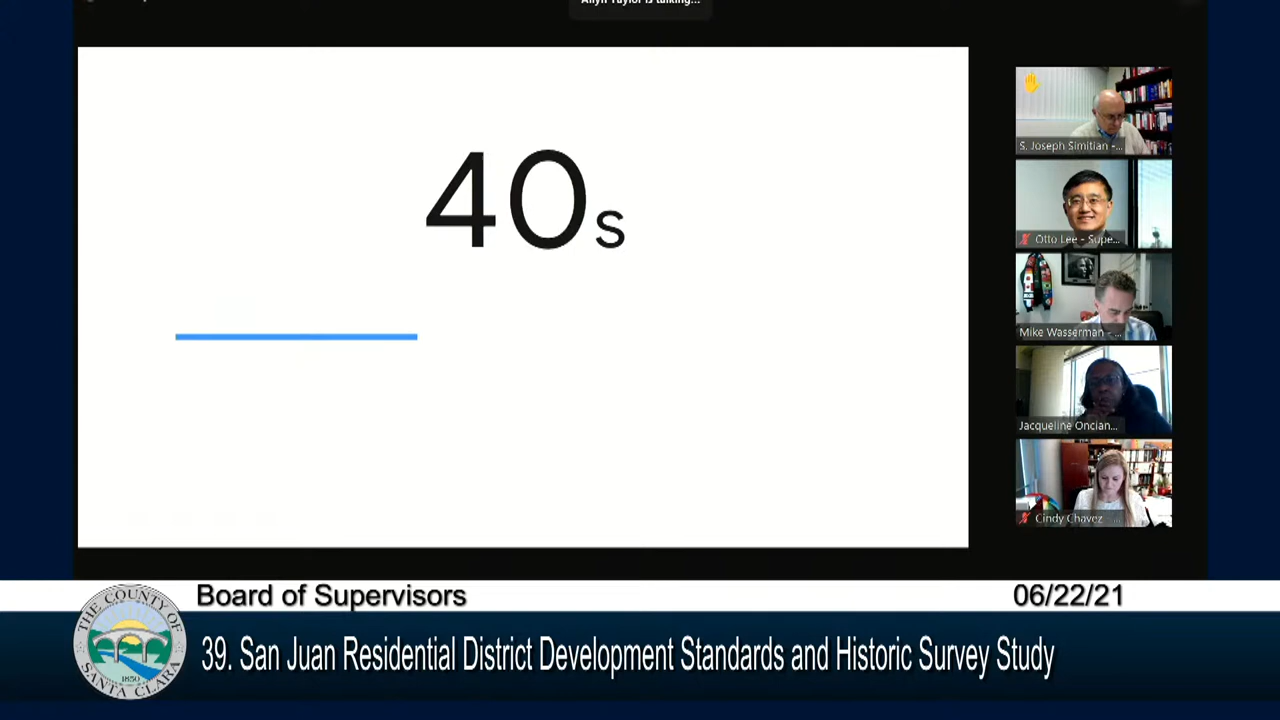 Allyn Taylor is talking...
40s
S. Joseph Simitian -...
Otto Lee - Supe...
Mike Wasserman - ...
Jacqueline Oncian...
Cindy Chavez ...
Board of Supervisors
06/22/21
THE COUNTY OF
SANTA CLARA
1850
39. San Juan Residential District Development Standards and Historic Survey Study